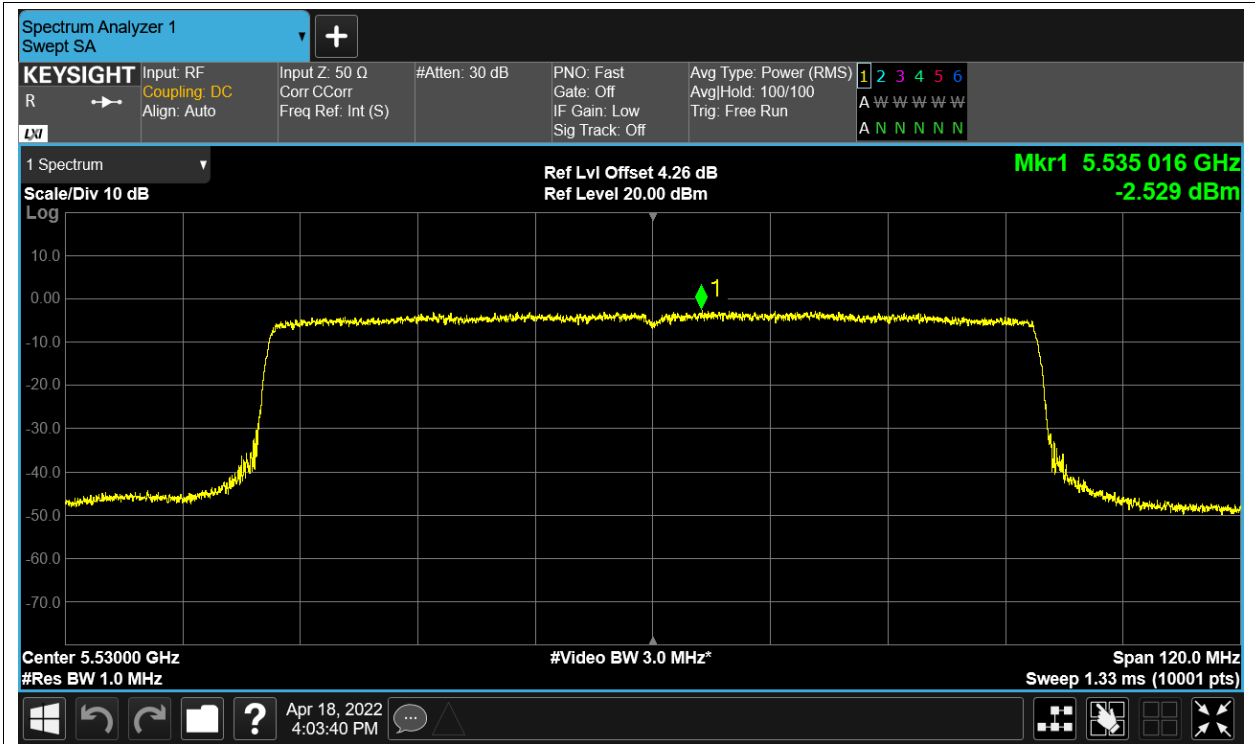 Spectrum Analyzer 1
Swept SA
KEYSIGHT
R
LXI
Input: RF
Coupling: DC
Align: Auto
Input Z: 50 Ω
Corr CCorr
Freq Ref: Int (S)
#Atten: 30 dB
PNO: Fast
Gate: Off
IF Gain: Low
Sig Track: Off
Avg Type: Power (RMS)
Avg|Hold: 100/100
Trig: Free Run
1 2 3 4 5 6
A W W W W W
A N N N N N
1 Spectrum
Scale/Div 10 dB
Log
Ref Lvl Offset 4.26 dB
Ref Level 20.00 dBm
Mkr1 5.535 016 GHz
-2.529 dBm
10.0
0.00
-10.0
-20.0
-30.0
-40.0
-50.0
-60.0
-70.0
1
Center 5.53000 GHz
#Res BW 1.0 MHz
#Video BW 3.0 MHz*
Span 120.0 MHz
Sweep 1.33 ms (10001 pts)
?
Apr 18, 2022
4:03:40 PM